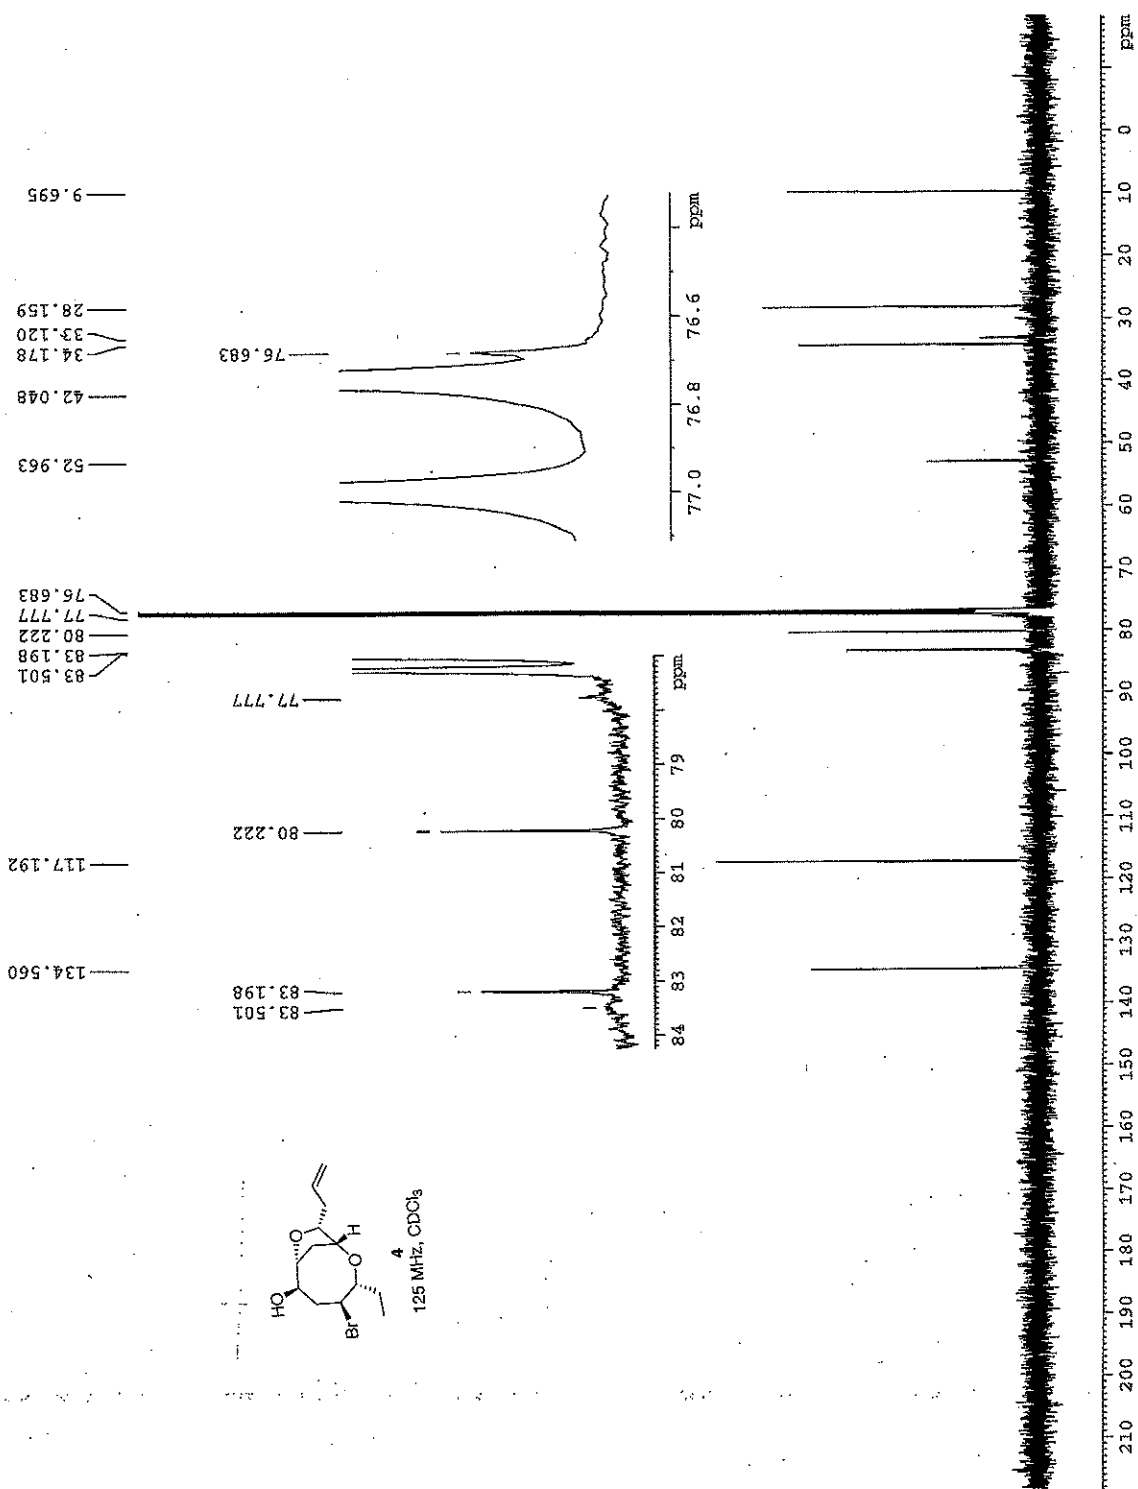 134.560
117.192
83.501
83.198
80.222
77.777
76.683
52.963
42.048
34.178
33.120
28.159
9.695
83.501
83.198
80.222
77.777
84 83 82 81 80 79 ppm
76.683
77.0 76.8 76.6 ppm
HO
O
H
O
Br
4
125 MHz, CDCl₃
210 200 190 180 170 160 150 140 130 120 110 100 90 80 70 60 50 40 30 20 10 0 ppm